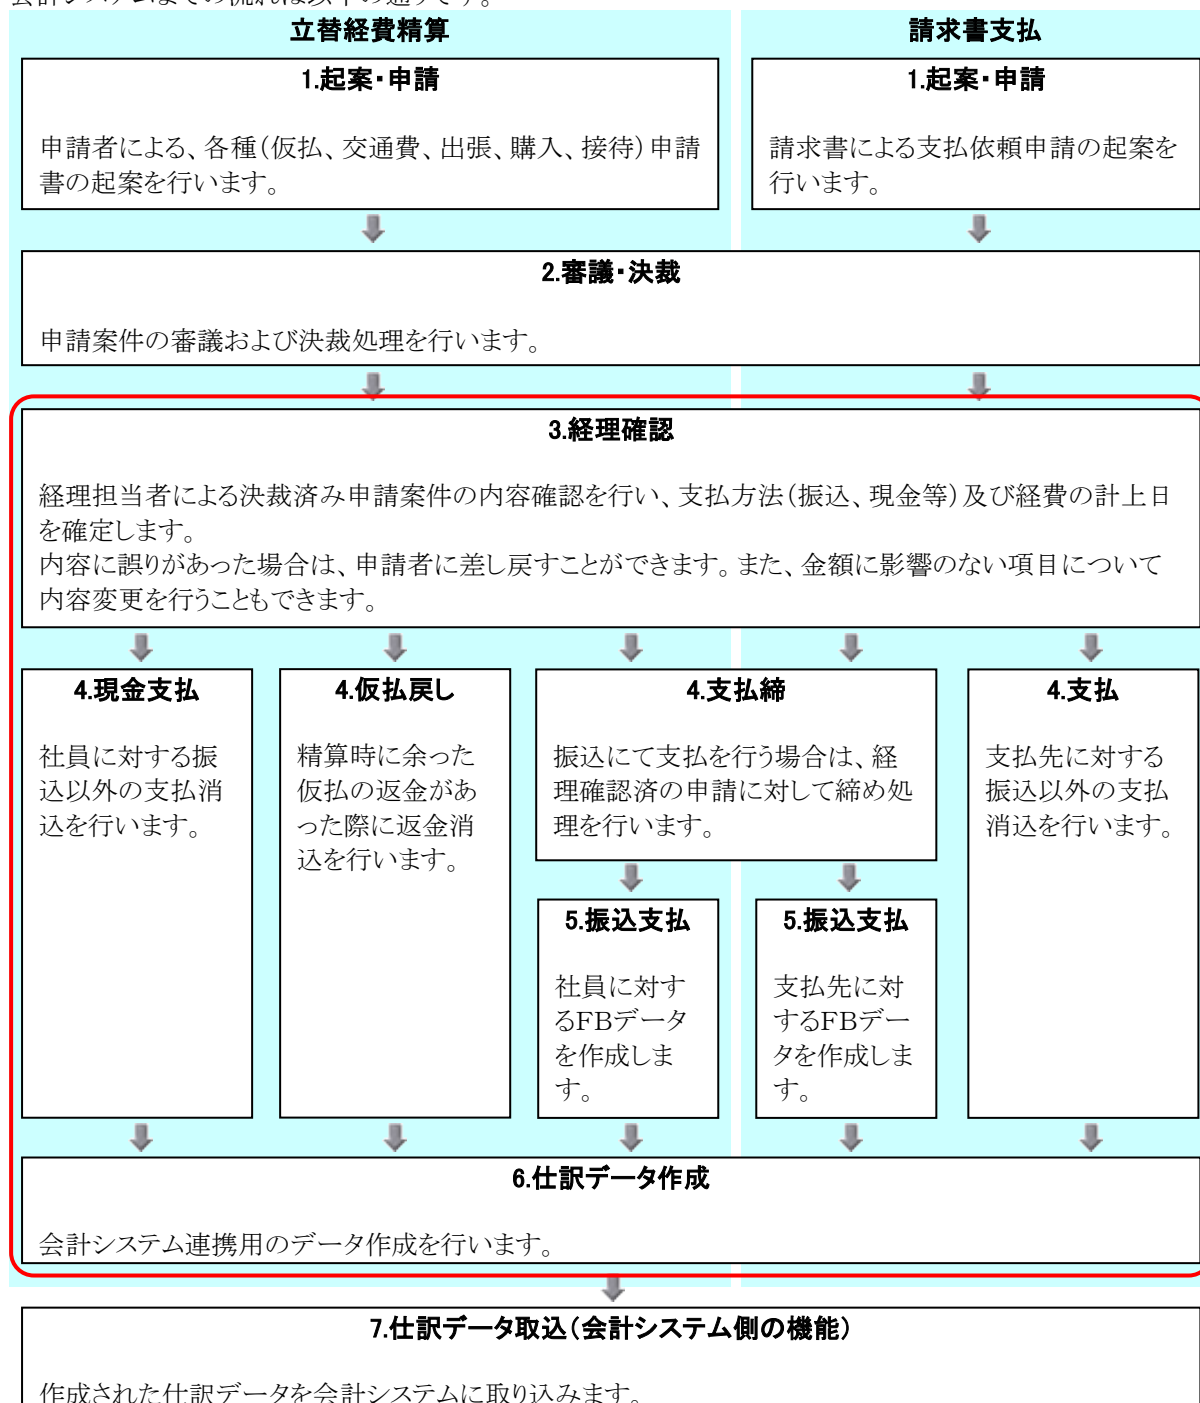 会計システムまでの流れは以下の通りです。
立替経費精算
請求書支払
1.起案・申請
申請者による、各種(仮払、交通費、出張、購入、接待)申請
書の起案を行います。
1.起案・申請
請求書による支払依頼申請の起案を
行います。
2.審議・決裁
申請案件の審議および決裁処理を行います。
3.経理確認
経理担当者による決裁済み申請案件の内容確認を行い、支払方法(振込、現金等)及び経費の計上日
を確定します。
内容に誤りがあった場合は、申請者に差し戻すことができます。また、金額に影響のない項目について
内容変更を行うこともできます。
4.現金支払
社員に対する振
込以外の支払消
込を行います。
4.仮払戻し
精算時に余った
仮払の返金があ
った際に返金消
込を行います。
4.支払締
振込にて支払を行う場合は、経
理確認済の申請に対して締め処
理を行います。
4.支払
支払先に対する
振込以外の支払
消込を行います。
5.振込支払
社員に対す
るFBデータ
を作成しま
す。
5.振込支払
支払先に対
するFBデー
タを作成しま
す。
6.仕訳データ作成
会計システム連携用のデータ作成を行います。
7.仕訳データ取込(会計システム側の機能)
作成された仕訳データを会計システムに取り込みます。